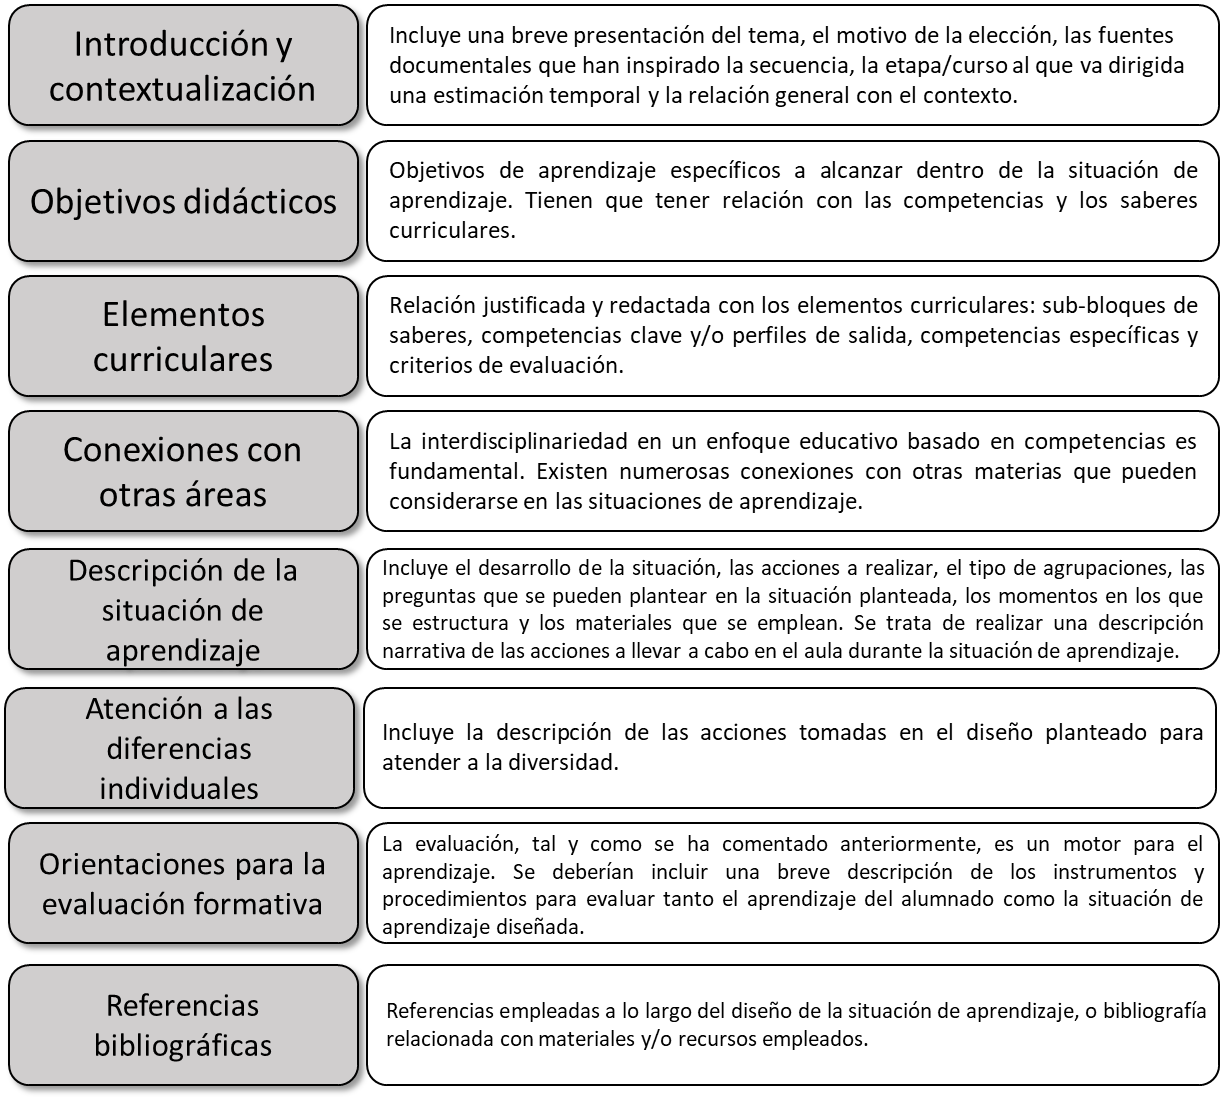 Introducción y
contextualización
Incluye una breve presentación del tema, el motivo de la elección, las fuentes
documentales que han inspirado la secuencia, la etapa/curso al que va dirigida
una estimación temporal y la relación general con el contexto.
Objetivos didácticos
Objetivos de aprendizaje específicos a alcanzar dentro de la situación de
aprendizaje. Tienen que tener relación con las competencias y los saberes
curriculares.
Elementos
curriculares
Relación justificada y redactada con los elementos curriculares: sub-bloques de
saberes, competencias clave y/o perfiles de salida, competencias específicas y
criterios de evaluación.
Conexiones con
otras áreas
La interdisciplinariedad en un enfoque educativo basado en competencias es
fundamental. Existen numerosas conexiones con otras materias que pueden
considerarse en las situaciones de aprendizaje.
Descripción de la
situación de
aprendizaje
Incluye el desarrollo de la situación, las acciones a realizar, el tipo de agrupaciones, las
preguntas que se pueden plantear en la situación planteada, los momentos en los que
se estructura y los materiales que se emplean. Se trata de realizar una descripción
narrativa de las acciones a llevar a cabo en el aula durante la situación de aprendizaje.
Atención a las
diferencias
individuales
Incluye la descripción de las acciones tomadas en el diseño planteado para
atender a la diversidad.
Orientaciones para la
evaluación formativa
La evaluación, tal y como se ha comentado anteriormente, es un motor para el
aprendizaje. Se deberían incluir una breve descripción de los instrumentos y
procedimientos para evaluar tanto el aprendizaje del alumnado como la situación de
aprendizaje diseñada.
Referencias
bibliográficas
Referencias empleadas a lo largo del diseño de la situación de aprendizaje, o bibliografía
relacionada con materiales y/o recursos empleados.